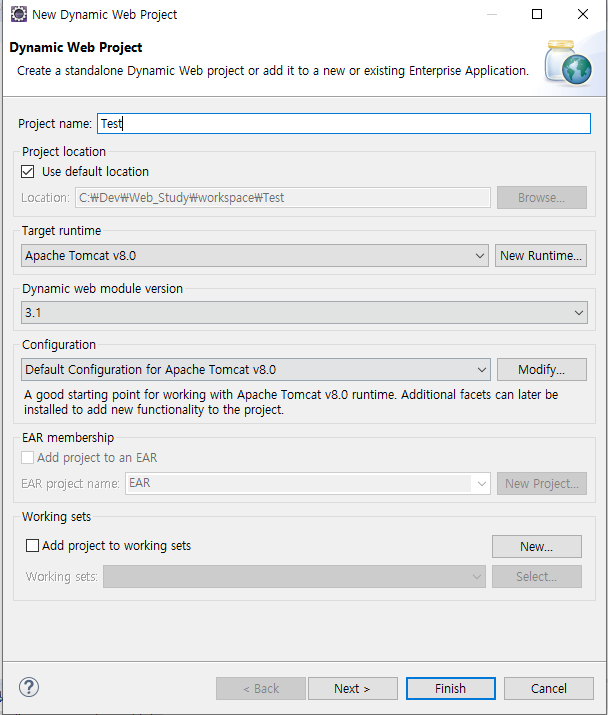 New Dynamic Web Project
Dynamic Web Project
Create a standalone Dynamic Web project or add it to a new or existing Enterprise Application.
Project name: Test
Project location
Use default location
Location: C:₩Dev₩Web_Study₩workspace₩Test Browse...
Target runtime
Apache Tomcat v8.0 New Runtime...
Dynamic web module version
3.1
Configuration
Default Configuration for Apache Tomcat v8.0 Modify...
A good starting point for working with Apache Tomcat v8.0 runtime. Additional facets can later be
installed to add new functionality to the project.
EAR membership
Add project to an EAR
EAR project name: EAR New Project...
Working sets
Add project to working sets New...
Working sets: Select...
? < Back Next > Finish Cancel